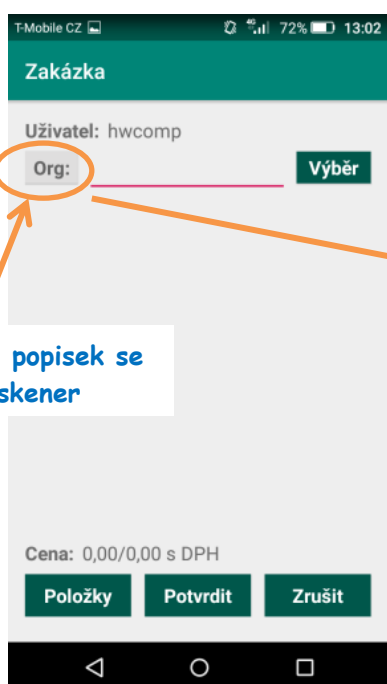 T-Mobile CZ 4G 72% 13:02
Zakázka
Uživatel: hwcomp
Org: Výběr
popisek se
skener
Cena: 0,00/0,00 s DPH
Položky Potvrdit Zrušit